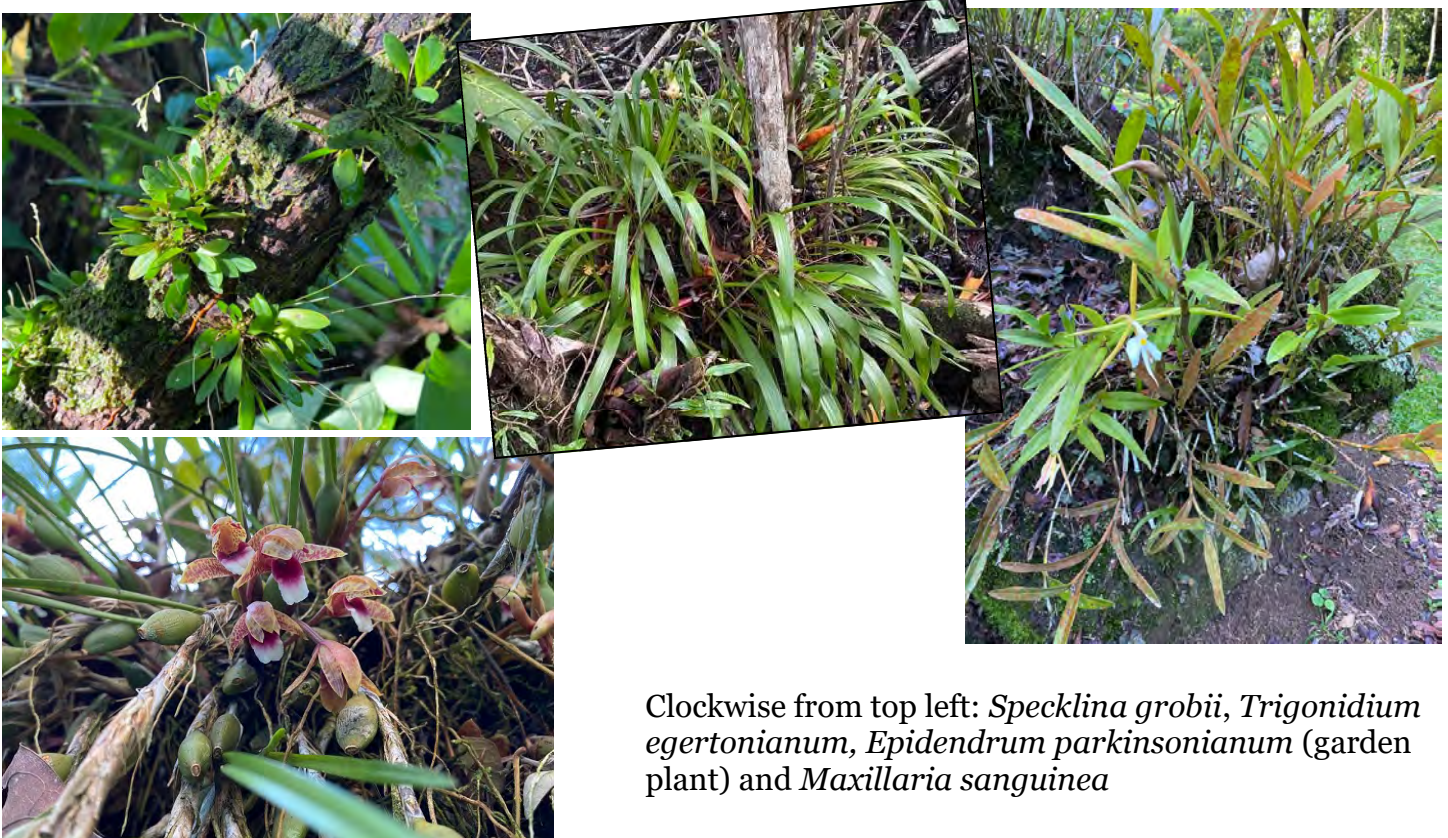 Clockwise from top left: Specklina grobii, Trigonidium
egertonianum, Epidendrum parkinsonianum (garden
plant) and Maxillaria sanguinea